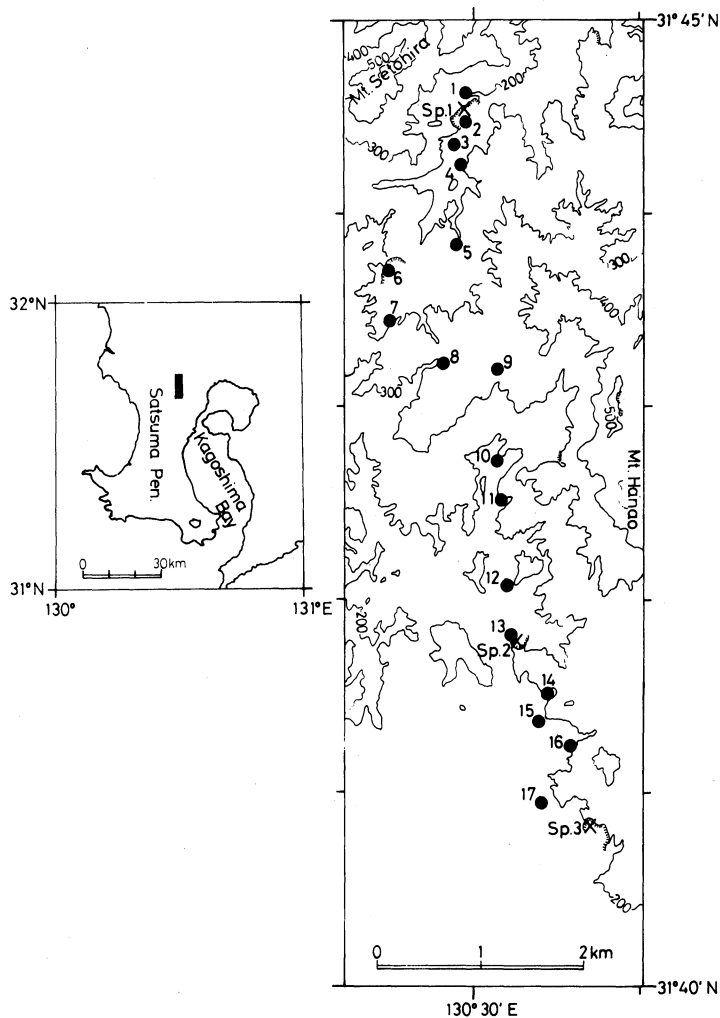 32°N
31°N
130°
131°E
Satsuma Pen.
Kagoshima
Bay
0 30km
31°45′N
400
500
Mt. Setohira
200
1
Sp.1
2
3
300
4
5
6
300
7
400
8
9
300
500
10
Mt. Hanao
11
12
200
13
Sp.2
14
15
16
17
Sp.3
200
0 1 2km
31°40′N
130°30′E